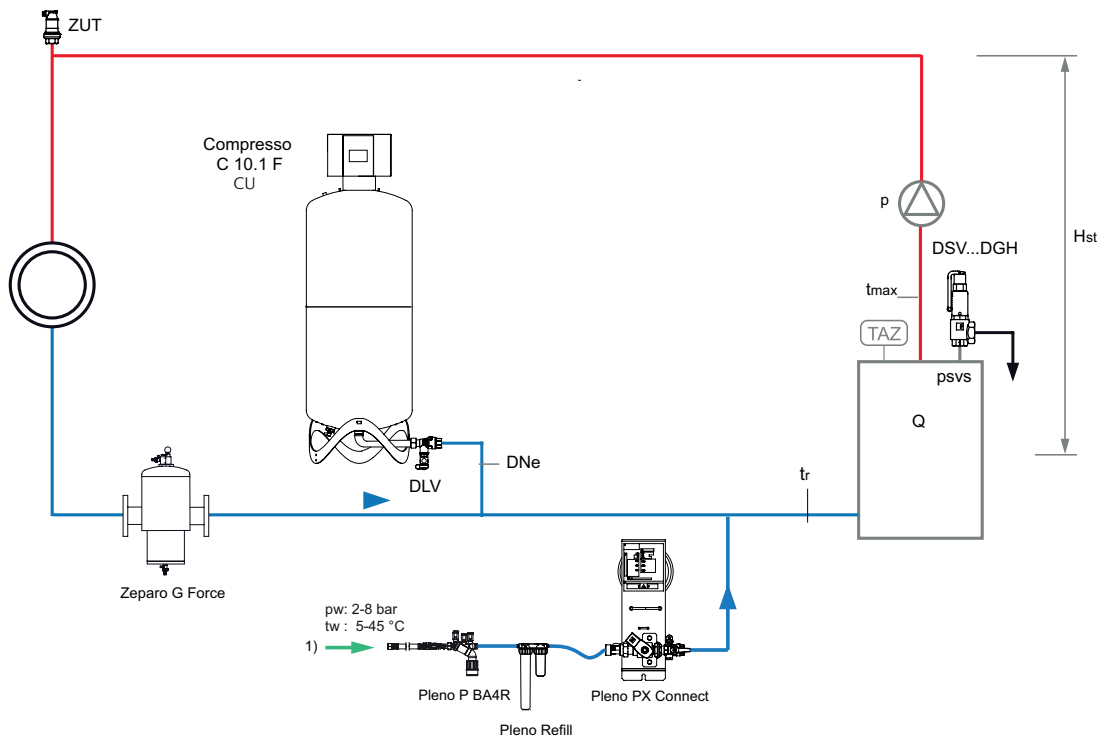 ZUT
Compresso
C 10.1 F
CU
p
Hst
DSV...DGH
tmax
TAZ
psvs
Q
DNe
DLV
tr
Zeparo G Force
pw: 2-8 bar
tw : 5-45 °C
1)
Pleno P BA4R
Pleno PX Connect
Pleno Refill